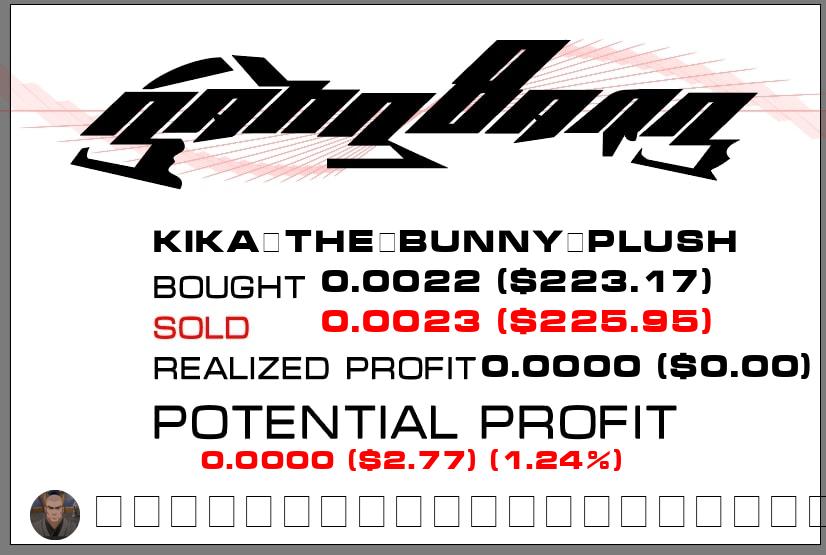 KIKA□THE□BUNNY□PLUSH
BOUGHT 0.0022 ($223.17)
SOLD 0.0023 ($225.95)
REALIZED PROFIT 0.0000 ($0.00)
POTENTIAL PROFIT
0.0000 ($2.77) (1.24%)